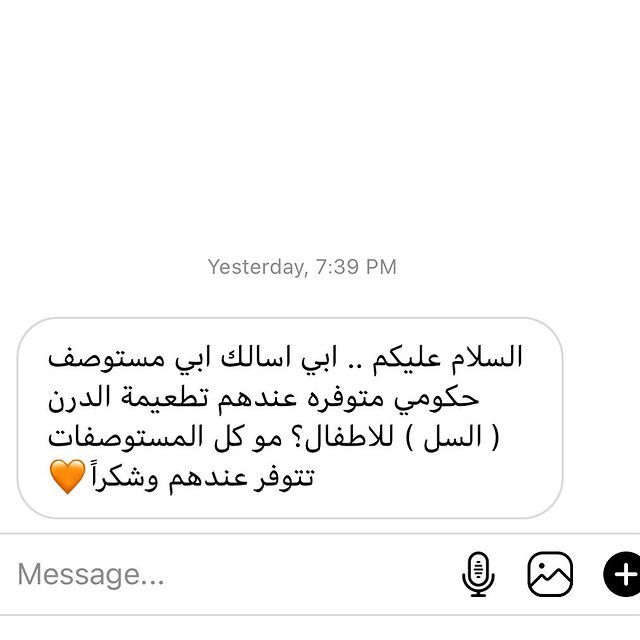 Yesterday, 7:39 PM
السلام عليكم .. ابي اسالك ابي مستوصف
حكومي متوفره عندهم تطعيمة الدرن
( السل ) للاطفال؟ مو كل المستوصفات
تتوفر عندهم وشكراً🧡
Message...